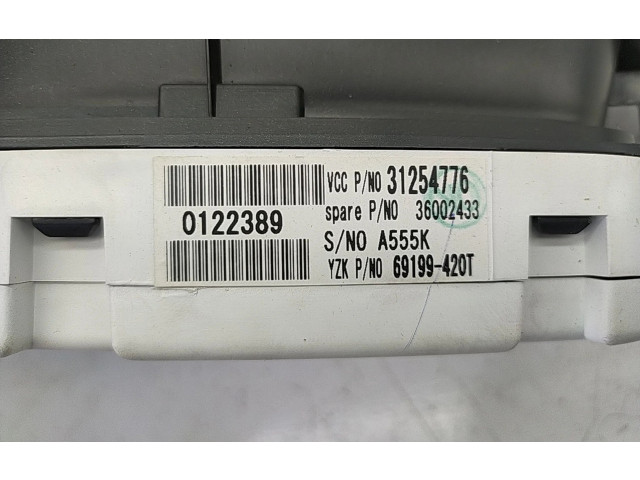 VCC P/NO 31254776
spare P/NO 36002433
0122389
S/NO A555K
YZK P/NO 69199-420T